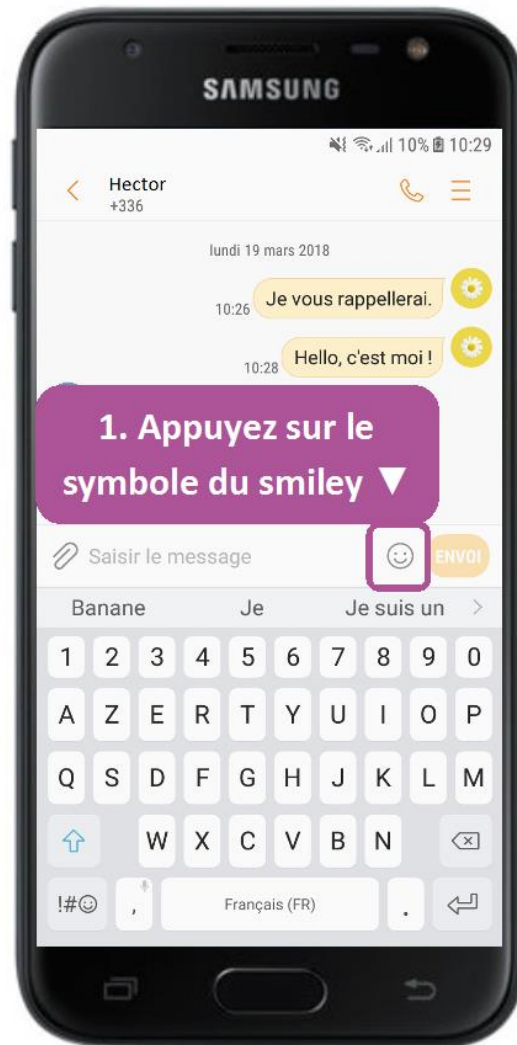 SAMSUNG
10% 10:29
Hector
+336
lundi 19 mars 2018
10:26 Je vous rappellerai.
10:28 Hello, c'est moi !
1. Appuyez sur le
symbole du smiley ▼
Saisir le message ENVOI
Banane Je Je suis un >
1 2 3 4 5 6 7 8 9 0
A Z E R T Y U I O P
Q S D F G H J K L M
W X C V B N
!#☺ , Français (FR) .